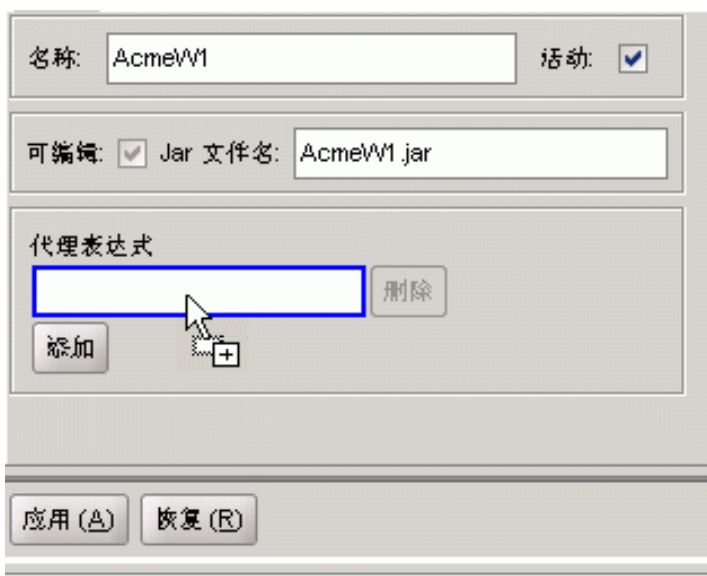 名称: AcmeW1 活动:
可编辑: Jar 文件名: AcmeW1.jar
代理表达式
删除
添加
应用 (A) 恢复 (R)